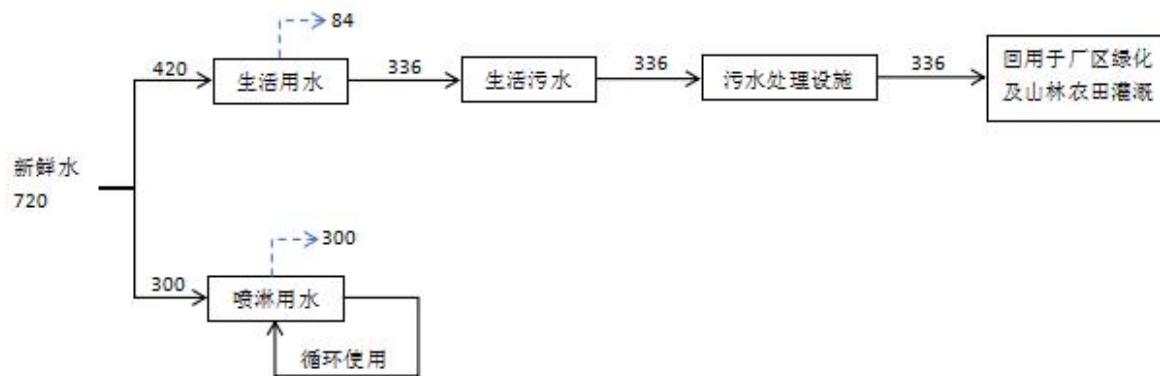 84
420
生活用水
336
生活污水
336
污水处理设施
336
回用于厂区绿化
及山林农田灌溉
新鲜水
720
300
300
喷淋用水
循环使用